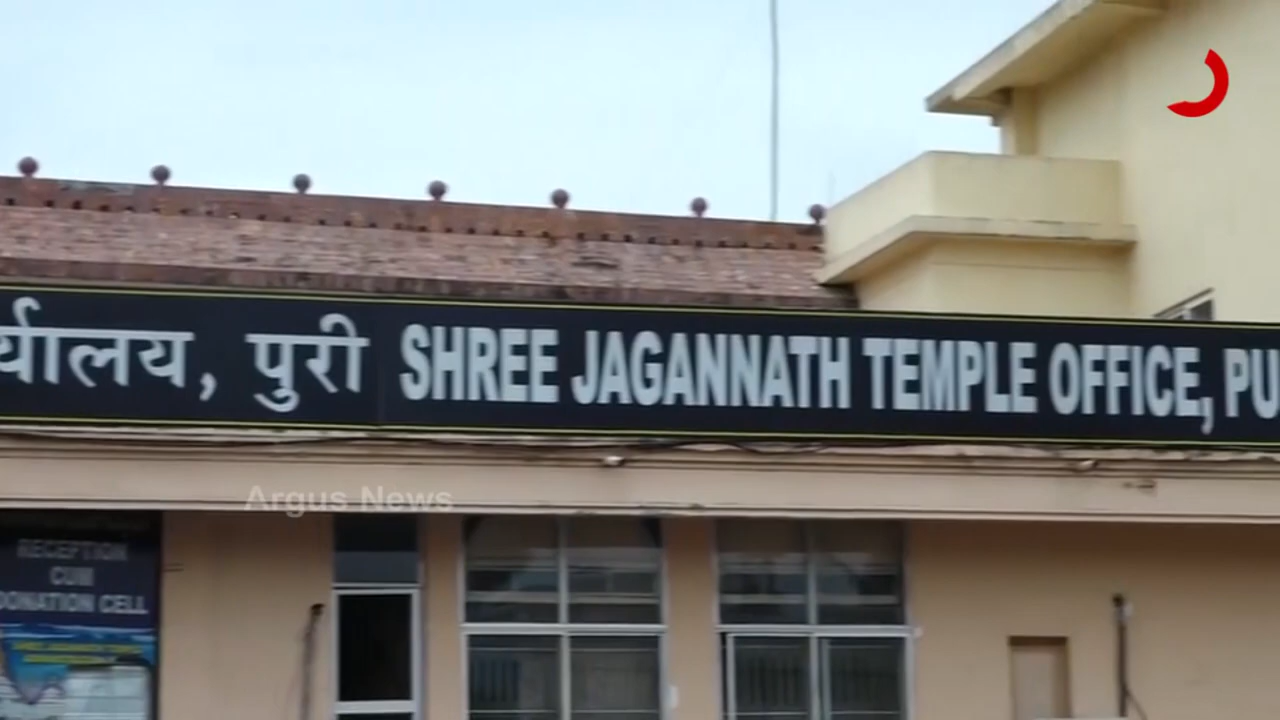 र्यालय, पुरी SHREE JAGANNATH TEMPLE OFFICE, PU
Argus News
RECEPTION
CUM
DONATION CELL